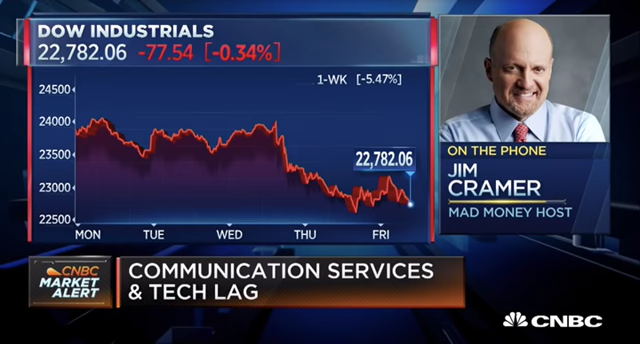 DOW INDUSTRIALS
22,782.06 -77.54 [-0.34%]
1-WK [-5.47%]
24500
24000
23500
23000
22500
22,782.06
MON TUE WED THU FRI
ON THE PHONE
JIM
CRAMER
MAD MONEY HOST
CNBC
MARKET
ALERT
COMMUNICATION SERVICES
& TECH LAG
CNBC